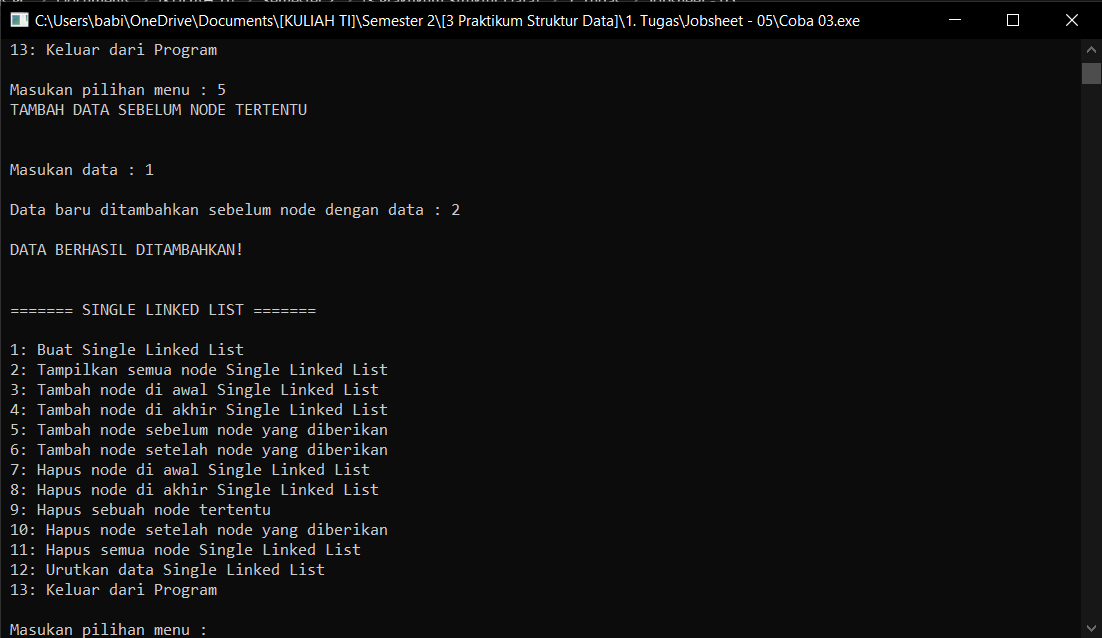 C:\Users\babi\OneDrive\Documents\[KULIAH TI]\Semester 2\[3 Praktikum Struktur Data]\1. Tugas\Jobsheet - 05\Coba 03.exe
13: Keluar dari Program
Masukan pilihan menu : 5
TAMBAH DATA SEBELUM NODE TERTENTU
Masukan data : 1
Data baru ditambahkan sebelum node dengan data : 2
DATA BERHASIL DITAMBAHKAN!
======= SINGLE LINKED LIST =======
1: Buat Single Linked List
2: Tampilkan semua node Single Linked List
3: Tambah node di awal Single Linked List
4: Tambah node di akhir Single Linked List
5: Tambah node sebelum node yang diberikan
6: Tambah node setelah node yang diberikan
7: Hapus node di awal Single Linked List
8: Hapus node di akhir Single Linked List
9: Hapus sebuah node tertentu
10: Hapus node setelah node yang diberikan
11: Hapus semua node Single Linked List
12: Urutkan data Single Linked List
13: Keluar dari Program
Masukan pilihan menu :